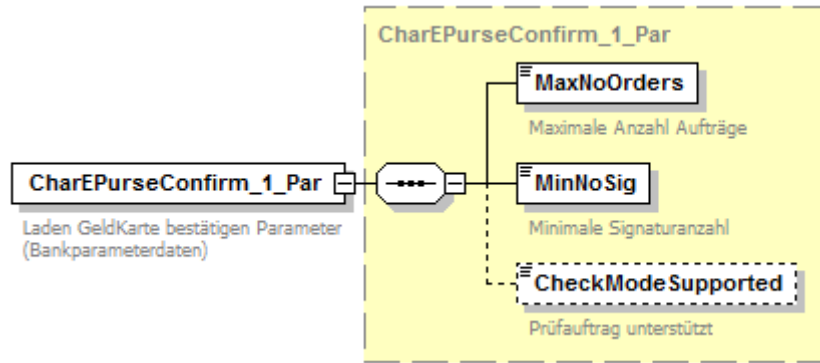 CharEPurseConfirm_1_Par
MaxNoOrders
Maximale Anzahl Aufträge
CharEPurseConfirm_1_Par
Laden GeldKarte bestätigen Parameter
(Bankparameterdaten)
MinNoSig
Minimale Signaturanzahl
CheckModeSupported
Prüfauftrag unterstützt